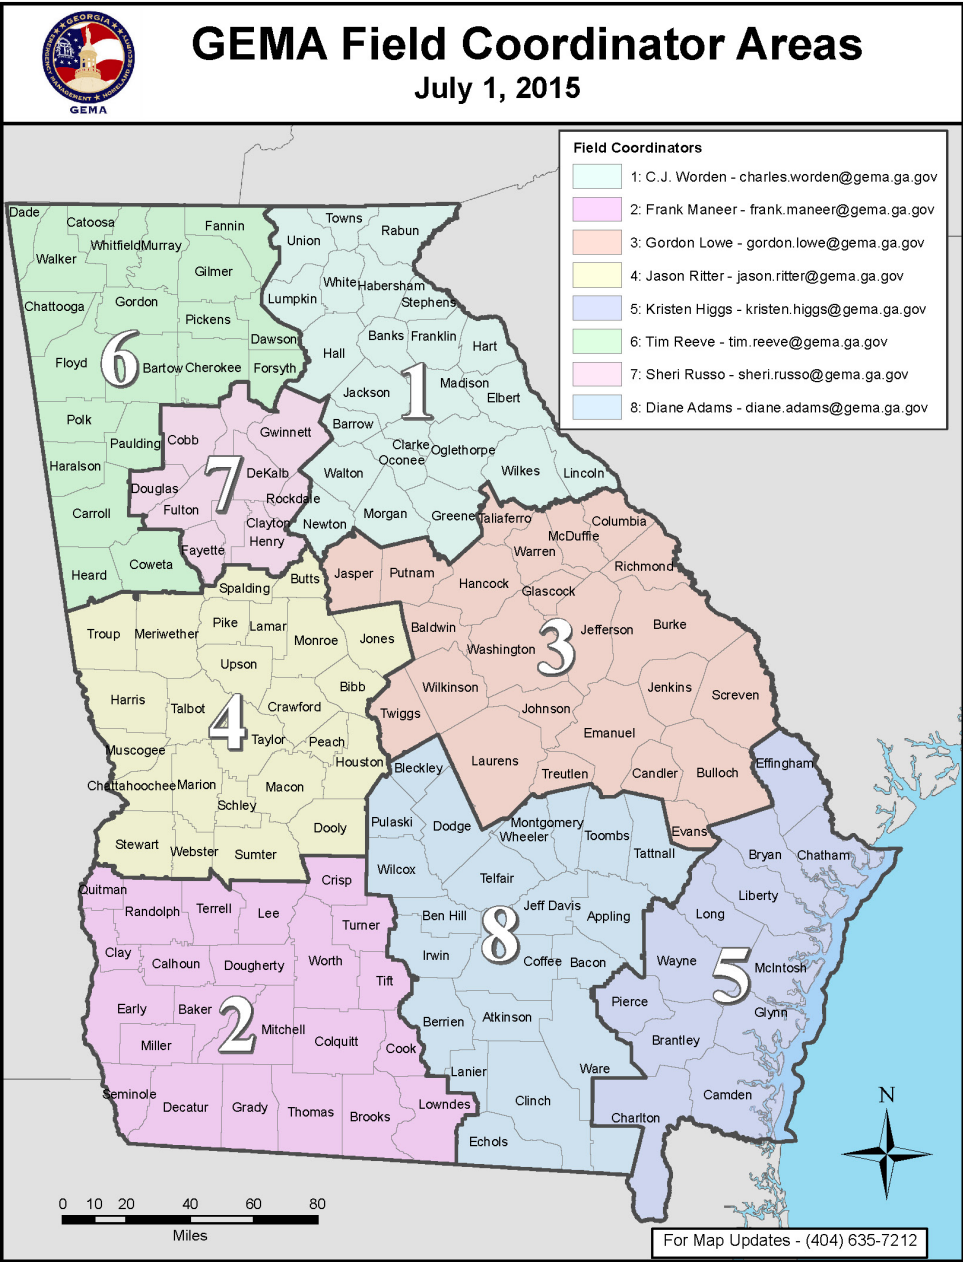 GEMA Field Coordinator Areas
July 1, 2015
GEORGIA
EMERGENCY MANAGEMENT ★ HOMELAND SECURITY
GEMA
Field Coordinators
1: C.J. Worden - charles.worden@gema.ga.gov
2: Frank Maneer - frank.maneer@gema.ga.gov
3: Gordon Lowe - gordon.lowe@gema.ga.gov
4: Jason Ritter - jason.ritter@gema.ga.gov
5: Kristen Higgs - kristen.higgs@gema.ga.gov
6: Tim Reeve - tim.reeve@gema.ga.gov
7: Sheri Russo - sheri.russo@gema.ga.gov
8: Diane Adams - diane.adams@gema.ga.gov
Dade
Catoosa
Fannin
Whitfield
Murray
Walker
Gilmer
Chattooga
Gordon
Pickens
Dawson
Floyd
6
Bartow
Cherokee
Forsyth
Polk
Paulding
Haralson
Carroll
Coweta
Heard
Towns
Rabun
Union
White
Habersham
Lumpkin
Stephens
Banks
Franklin
Hart
Hall
1
Madison
Jackson
Elbert
Barrow
Clarke
Oconee
Oglethorpe
Walton
Wilkes
Lincoln
Morgan
Greene
Newton
Cobb
Gwinnett
7
DeKalb
Douglas
Rockdale
Fulton
Clayton
Henry
Fayette
Taliaferro
Columbia
McDuffie
Warren
Richmond
Jasper
Putnam
Hancock
Glascock
Baldwin
Jefferson
Burke
3
Washington
Wilkinson
Jenkins
Screven
Twiggs
Johnson
Emanuel
Laurens
Treutlen
Candler
Bulloch
Evans
Butts
Spalding
Troup
Meriwether
Pike
Lamar
Monroe
Jones
Upson
Bibb
Harris
Talbot
4
Crawford
Taylor
Peach
Muscogee
Houston
Chattahoochee
Marion
Macon
Schley
Dooly
Stewart
Webster
Sumter
Bleckley
Pulaski
Dodge
Montgomery
Wheeler
Toombs
Tattnall
Wilcox
Telfair
Ben Hill
8
Jeff Davis
Appling
Irwin
Coffee
Bacon
Berrien
Atkinson
Lanier
Ware
Clinch
Echols
Effingham
Bryan
Chatham
Liberty
Long
Wayne
5
McIntosh
Pierce
Glynn
Brantley
Camden
Charlton
Crisp
Quitman
Randolph
Terrell
Lee
Turner
Clay
Calhoun
Dougherty
Worth
Tift
Early
Baker
2
Mitchell
Miller
Colquitt
Cook
Seminole
Decatur
Grady
Thomas
Brooks
Lowndes
N
0 10 20 40 60 80
Miles
For Map Updates - (404) 635-7212